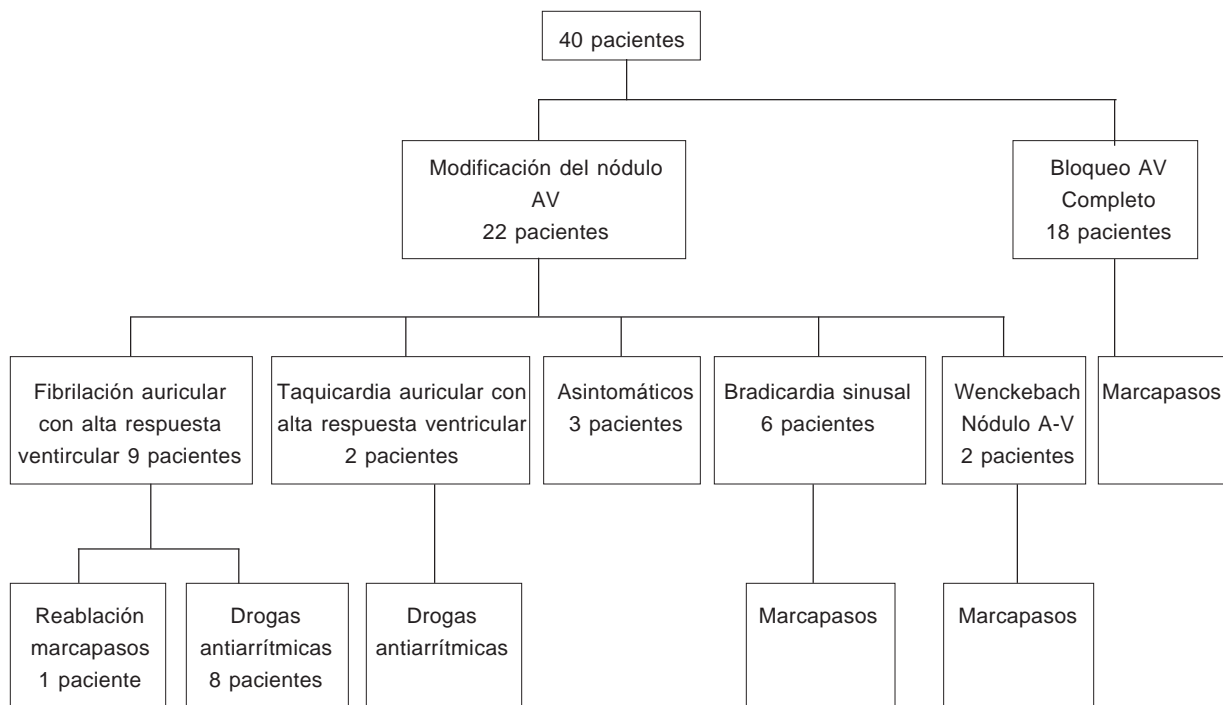 40 pacientes
Modificación del nódulo
AV
22 pacientes
Bloqueo AV
Completo
18 pacientes
Fibrilación auricular
con alta respuesta
ventircular 9 pacientes
Taquicardia auricular con
alta respuesta ventricular
2 pacientes
Asintomáticos
3 pacientes
Bradicardia sinusal
6 pacientes
Wenckebach
Nódulo A-V
2 pacientes
Marcapasos
Reablación
marcapasos
1 paciente
Drogas
antiarrítmicas
8 pacientes
Drogas
antiarrítmicas
Marcapasos
Marcapasos